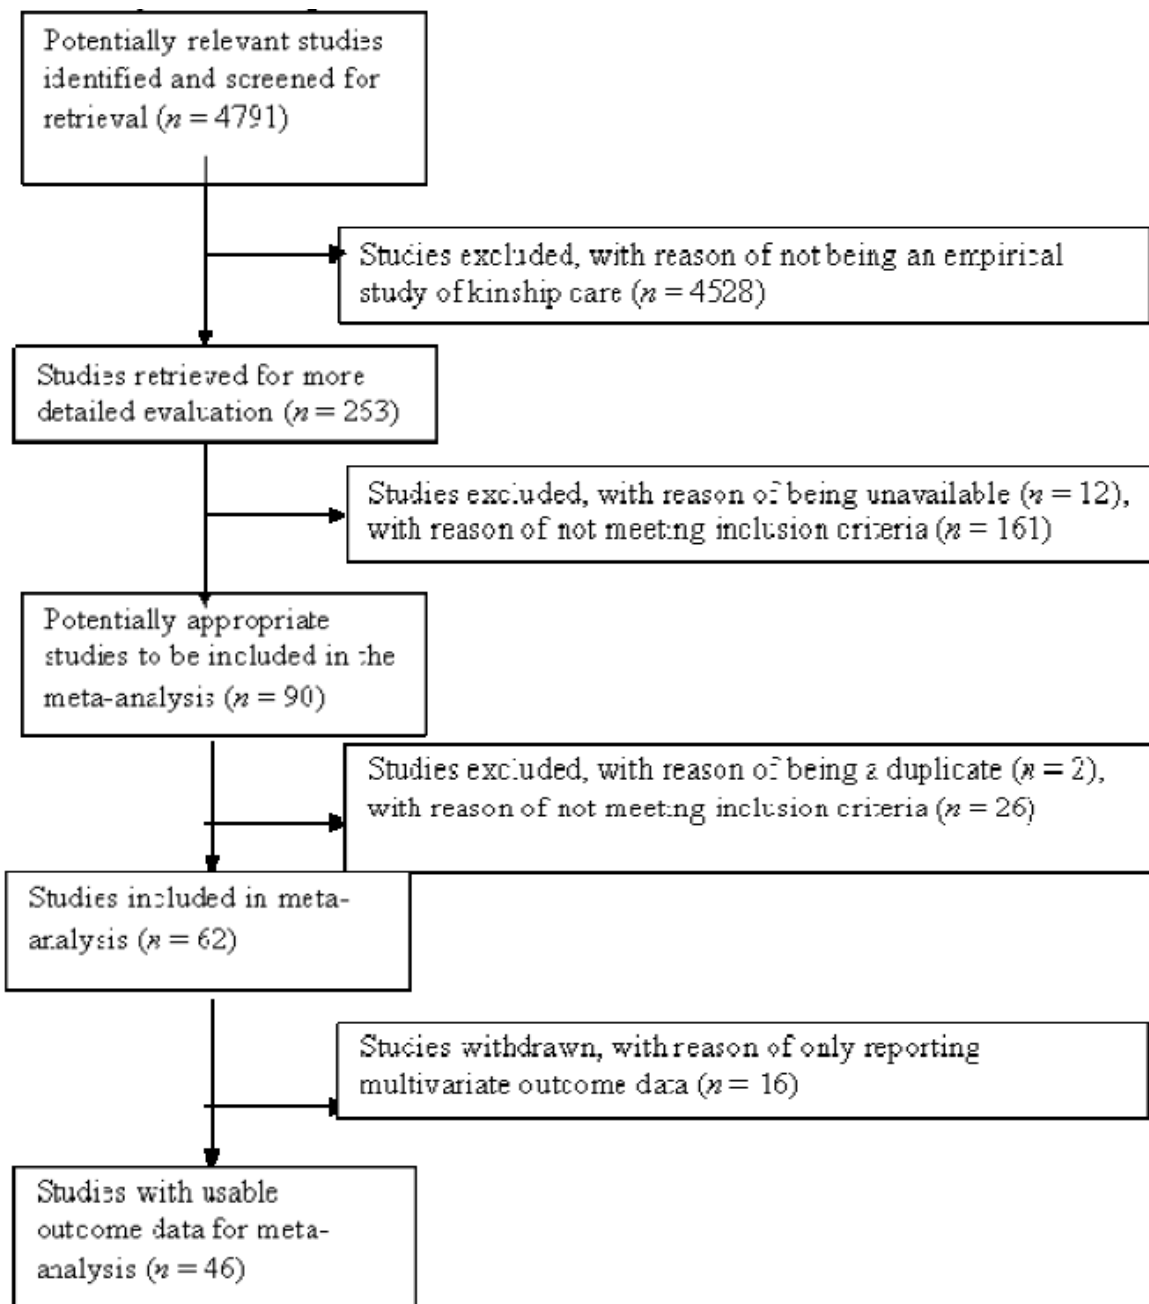 Potentially relevant studies
identified and screened for
retrieval (n = 4791)
Studies excluded, with reason of not being an empirical
study of kinship care (n = 4528)
Studies retrieved for more
detailed evaluation (n = 263)
Studies excluded, with reason of being unavailable (n = 12),
with reason of not meeting inclusion criteria (n = 161)
Potentially appropriate
studies to be included in the
meta-analysis (n = 90)
Studies excluded, with reason of being a duplicate (n = 2),
with reason of not meeting inclusion criteria (n = 26)
Studies included in meta-
analysis (n = 62)
Studies withdrawn, with reason of only reporting
multivariate outcome data (n = 16)
Studies with usable
outcome data for meta-
analysis (n = 46)